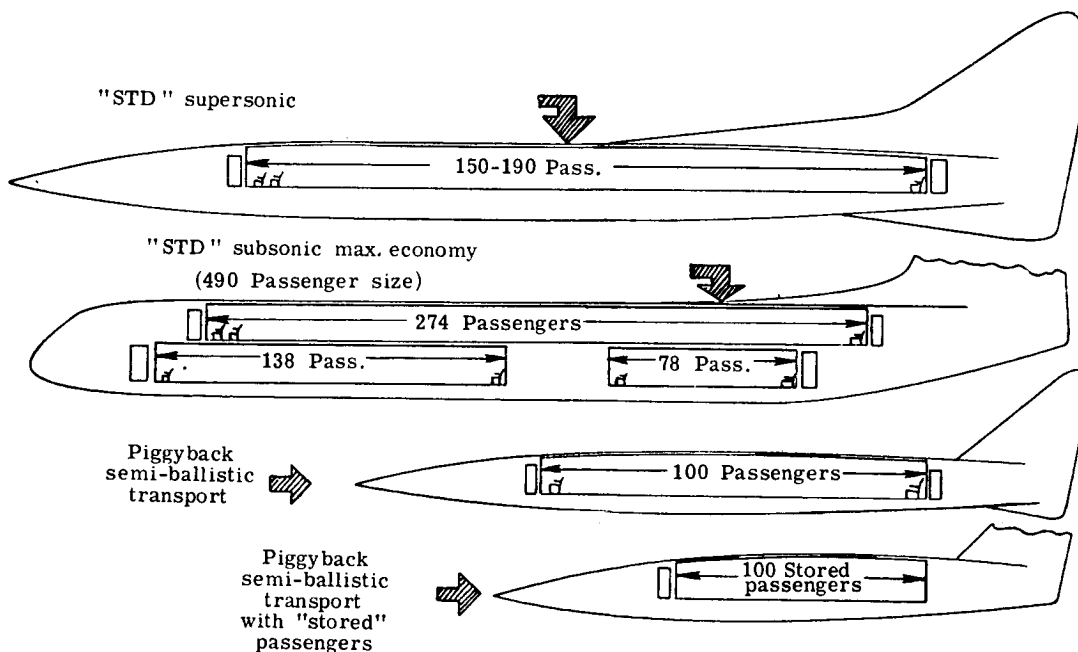 "STD" supersonic
150-190 Pass.
"STD" subsonic max. economy
(490 Passenger size)
274 Passengers
138 Pass.
78 Pass.
Piggyback
semi-ballistic
transport
100 Passengers
Piggyback
semi-ballistic
transport
with "stored"
passengers
100 Stored
passengers